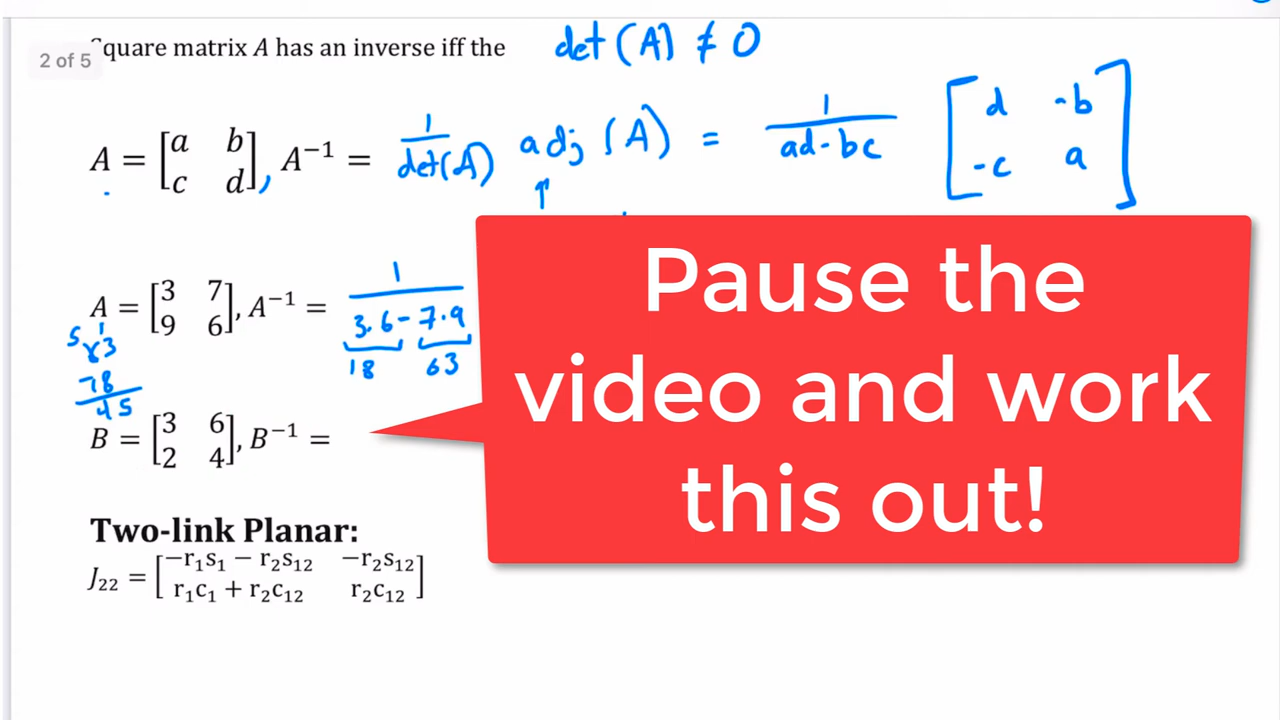 2 of 5
quare matrix A has an inverse iff the det(A) ≠ 0
A = [a b; c d], A⁻¹ = 1/det(A) adj(A) = 1/(ad-bc) [d -b; -c a]
A = [3 7; 9 6], A⁻¹ = 1/(3·6-7·9)
18 63
45
B = [3 6; 2 4], B⁻¹ =
Pause the
video and work
this out!
Two-link Planar:
J₂₂ = [−r₁s₁ − r₂s₁₂ −r₂s₁₂; r₁c₁ + r₂c₁₂ r₂c₁₂]